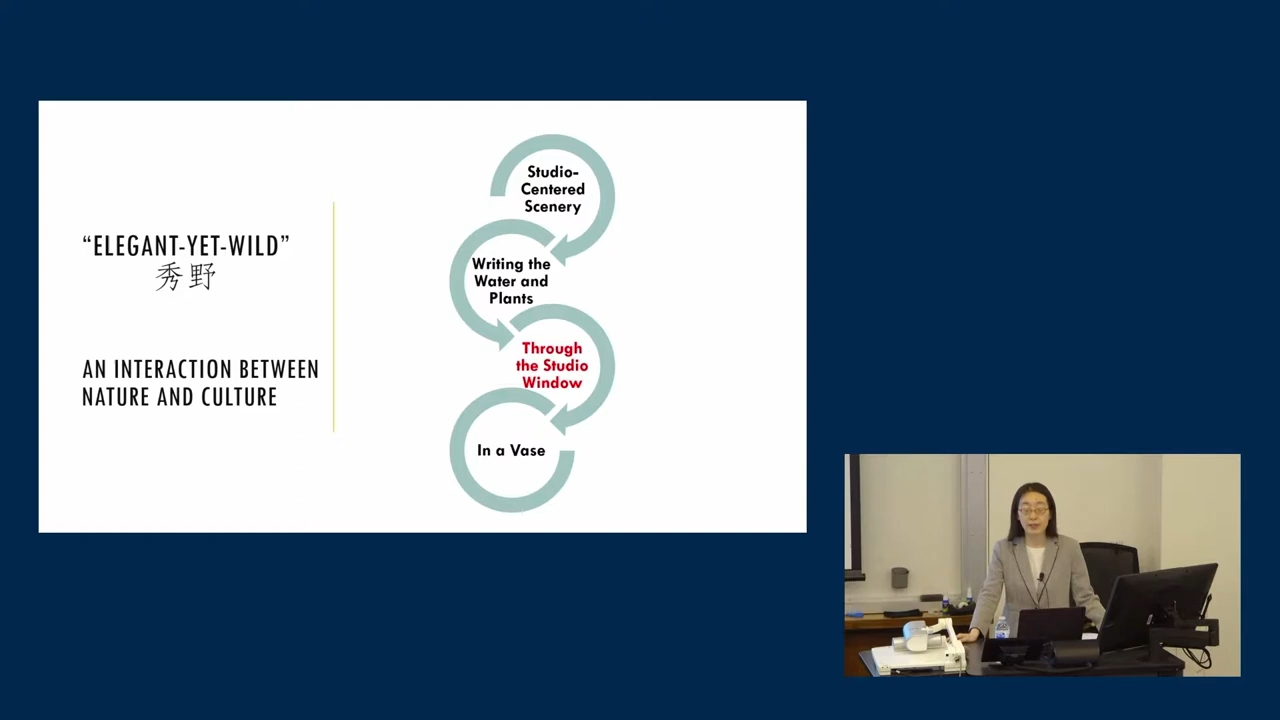 “ELEGANT-YET-WILD”
秀野
AN INTERACTION BETWEEN
NATURE AND CULTURE
Studio-
Centered
Scenery
Writing the
Water and
Plants
Through
the Studio
Window
In a Vase